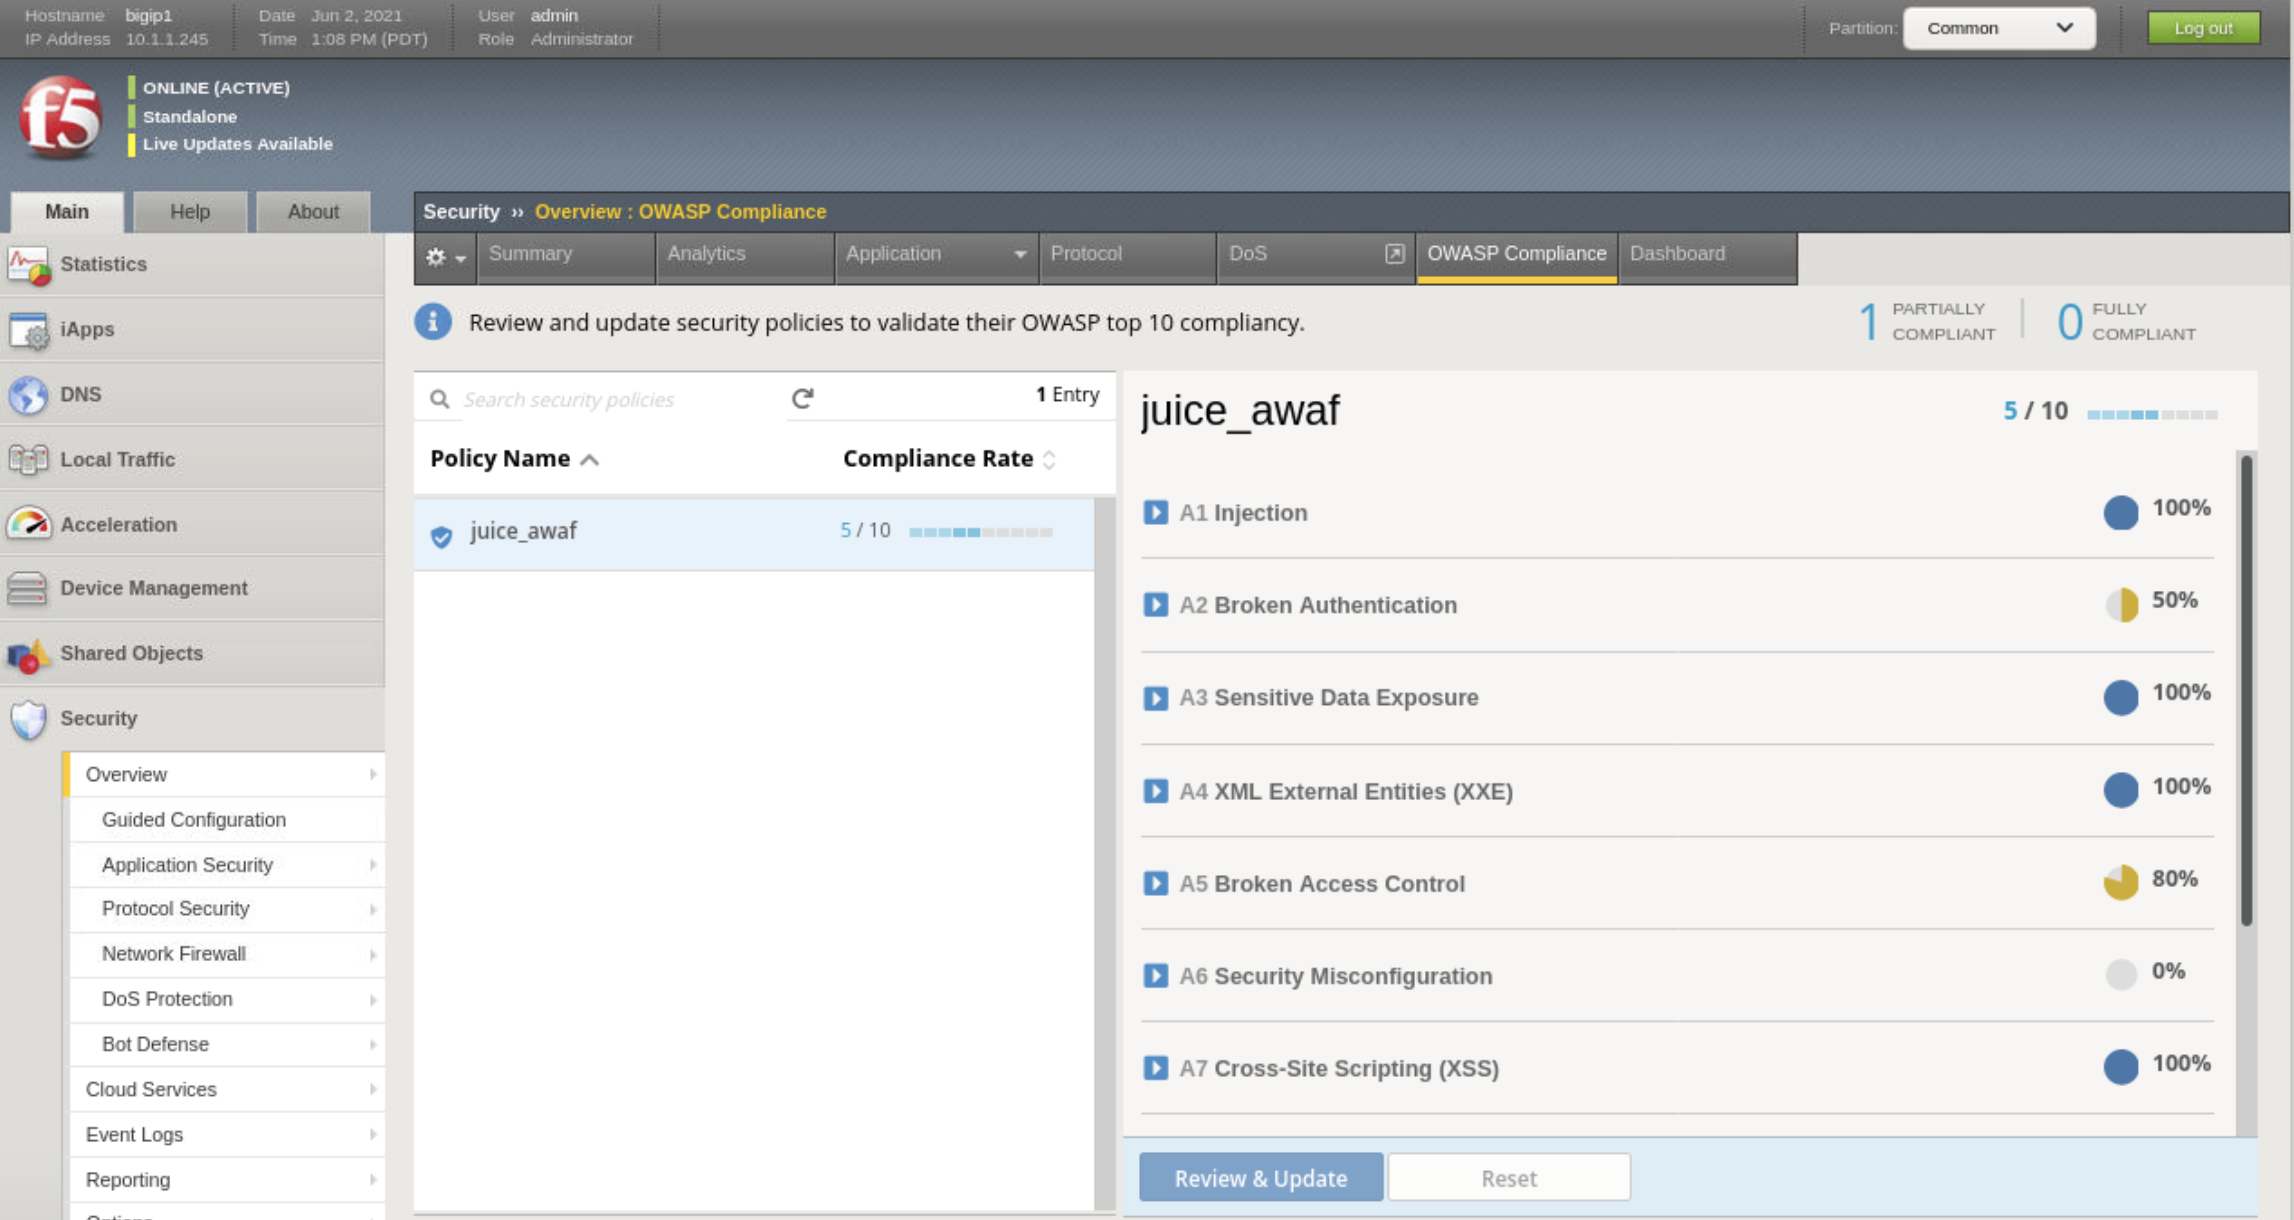 Hostname bigip1
IP Address 10.1.1.245
Date Jun 2, 2021
Time 1:08 PM (PDT)
User admin
Role Administrator
Partition: Common
Log out
f5
ONLINE (ACTIVE)
Standalone
Live Updates Available
Main Help About
Security ›› Overview : OWASP Compliance
Summary Analytics Application Protocol DoS OWASP Compliance Dashboard
Statistics
iApps
DNS
Local Traffic
Acceleration
Device Management
Shared Objects
Security
Overview
Guided Configuration
Application Security
Protocol Security
Network Firewall
DoS Protection
Bot Defense
Cloud Services
Event Logs
Reporting
Options
Review and update security policies to validate their OWASP top 10 compliancy.
1 PARTIALLY COMPLIANT
0 FULLY COMPLIANT
Search security policies
1 Entry
Policy Name Compliance Rate
juice_awaf 5 / 10
juice_awaf 5 / 10
A1 Injection 100%
A2 Broken Authentication 50%
A3 Sensitive Data Exposure 100%
A4 XML External Entities (XXE) 100%
A5 Broken Access Control 80%
A6 Security Misconfiguration 0%
A7 Cross-Site Scripting (XSS) 100%
Review & Update Reset